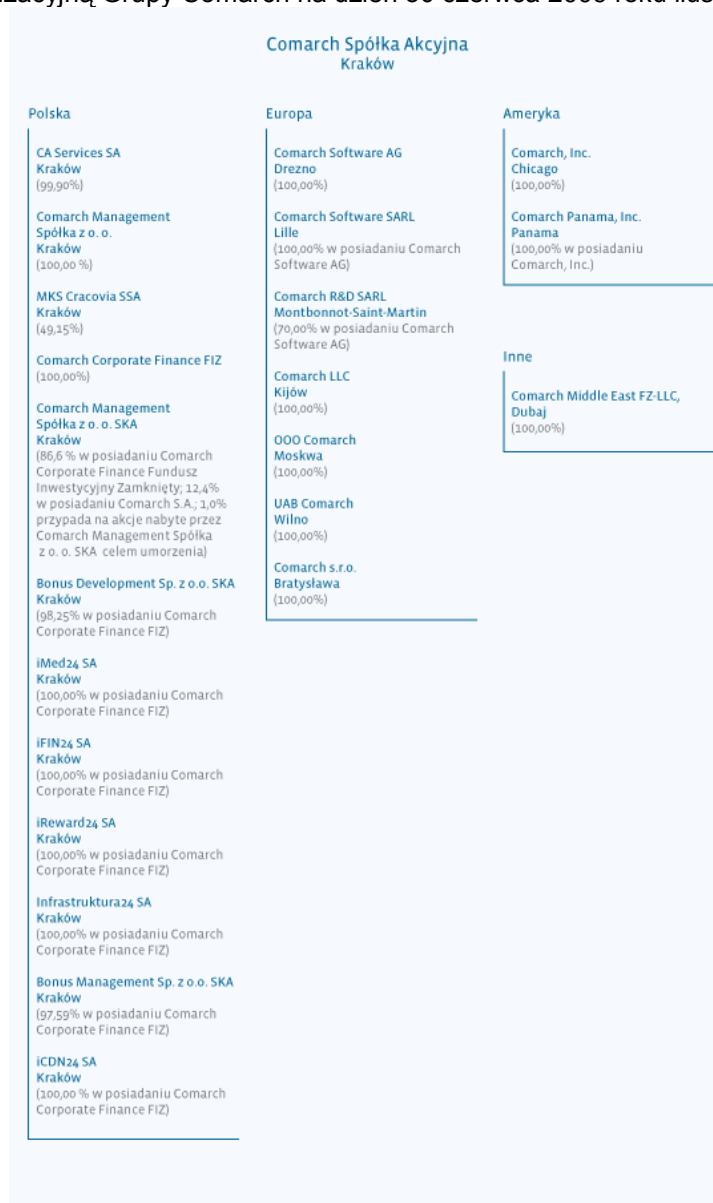 Comarch Spółka Akcyjna
Kraków
Polska
CA Services SA
Kraków
(99,90%)
Comarch Management
Spółka z o. o.
Kraków
(100,00 %)
MKS Cracovia SSA
Kraków
(49,15%)
Comarch Corporate Finance FIZ
(100,00%)
Comarch Management
Spółka z o. o. SKA
Kraków
(86,6 % w posiadaniu Comarch
Corporate Finance Fundusz
Inwestycyjny Zamknięty; 12,4%
w posiadaniu Comarch S.A.; 1,0%
przypada na akcje nabyte przez
Comarch Management Spółka
z o. o. SKA celem umorzenia)
Bonus Development Sp. z o.o. SKA
Kraków
(98,25% w posiadaniu Comarch
Corporate Finance FIZ)
iMed24 SA
Kraków
(100,00% w posiadaniu Comarch
Corporate Finance FIZ)
iFIN24 SA
Kraków
(100,00% w posiadaniu Comarch
Corporate Finance FIZ)
iReward24 SA
Kraków
(100,00% w posiadaniu Comarch
Corporate Finance FIZ)
Infrastruktura24 SA
Kraków
(100,00% w posiadaniu Comarch
Corporate Finance FIZ)
Bonus Management Sp. z o.o. SKA
Kraków
(97,59% w posiadaniu Comarch
Corporate Finance FIZ)
iCDN24 SA
Kraków
(100,00 % w posiadaniu Comarch
Corporate Finance FIZ)
Europa
Comarch Software AG
Drezno
(100,00%)
Comarch Software SARL
Lille
(100,00% w posiadaniu Comarch
Software AG)
Comarch R&D SARL
Montbonnot-Saint-Martin
(70,00% w posiadaniu Comarch
Software AG)
Comarch LLC
Kijów
(100,00%)
OOO Comarch
Moskwa
(100,00%)
UAB Comarch
Wilno
(100,00%)
Comarch s.r.o.
Bratysława
(100,00%)
Ameryka
Comarch, Inc.
Chicago
(100,00%)
Comarch Panama, Inc.
Panama
(100,00% w posiadaniu
Comarch, Inc.)
Inne
Comarch Middle East FZ-LLC,
Dubaj
(100,00%)